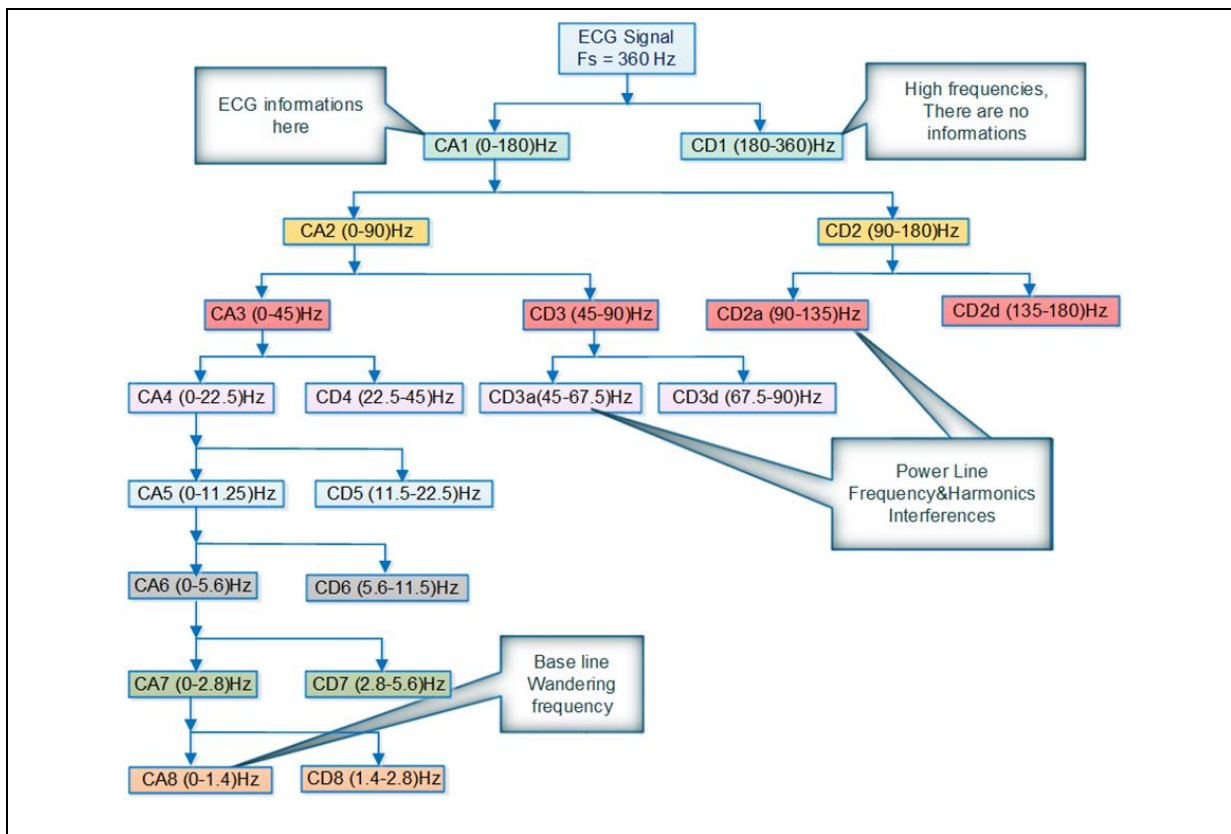 ECG Signal
Fs = 360 Hz
ECG informations
here
High frequencies,
There are no
informations
CA1 (0-180)Hz
CD1 (180-360)Hz
CA2 (0-90)Hz
CD2 (90-180)Hz
CA3 (0-45)Hz
CD3 (45-90)Hz
CD2a (90-135)Hz
CD2d (135-180)Hz
CA4 (0-22.5)Hz
CD4 (22.5-45)Hz
CD3a(45-67.5)Hz
CD3d (67.5-90)Hz
Power Line
Frequency&Harmonics
Interferences
CA5 (0-11.25)Hz
CD5 (11.5-22.5)Hz
CA6 (0-5.6)Hz
CD6 (5.6-11.5)Hz
Base line
Wandering
frequency
CA7 (0-2.8)Hz
CD7 (2.8-5.6)Hz
CA8 (0-1.4)Hz
CD8 (1.4-2.8)Hz